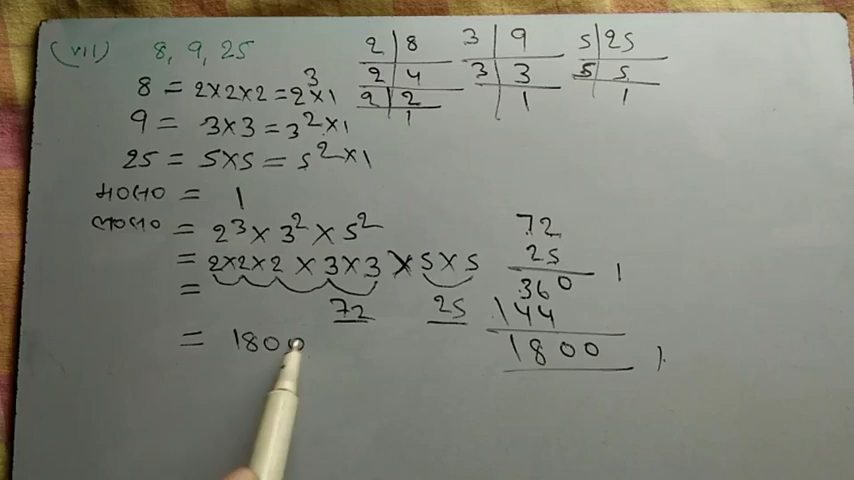 (vii) 8, 9, 25
2 | 8
2 | 4
2 | 2
1
3 | 9
3 | 3
1
5 | 25
5 | 5
1
8 = 2×2×2 = 2³×1
9 = 3×3 = 3²×1
25 = 5×5 = 5²×1
= 1
= 2³ × 3² × 5²
= 2×2×2 × 3×3 × 5×5
=
72 25
= 1800
72
25
360
144
1800